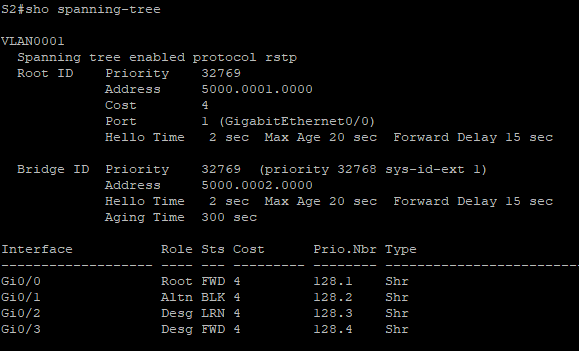 S2#sho spanning-tree
VLAN0001
  Spanning tree enabled protocol rstp
  Root ID    Priority    32769
             Address     5000.0001.0000
             Cost        4
             Port        1 (GigabitEthernet0/0)
             Hello Time   2 sec  Max Age 20 sec  Forward Delay 15 sec
  Bridge ID  Priority    32769  (priority 32768 sys-id-ext 1)
             Address     5000.0002.0000
             Hello Time   2 sec  Max Age 20 sec  Forward Delay 15 sec
             Aging Time  300 sec
Interface           Role Sts Cost      Prio.Nbr Type
------------------- ---- --- --------- -------- --------------------
Gi0/0               Root FWD 4         128.1    Shr
Gi0/1               Altn BLK 4         128.2    Shr
Gi0/2               Desg LRN 4         128.3    Shr
Gi0/3               Desg FWD 4         128.4    Shr